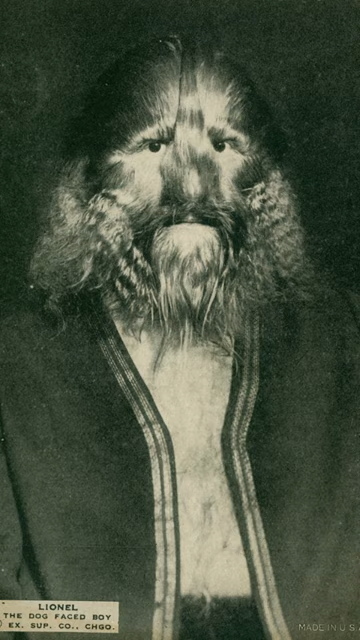 LIONEL
THE DOG FACED BOY
EX. SUP. CO., CHGO.
MADE IN U.S.